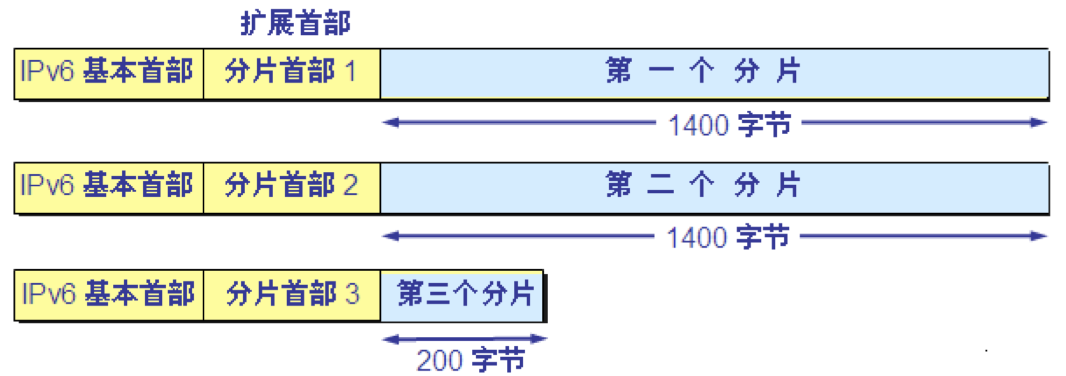 扩展首部
IPv6 基本首部 分片首部 1 第 一 个 分 片
1400 字节
IPv6 基本首部 分片首部 2 第 二 个 分 片
1400 字节
IPv6 基本首部 分片首部 3 第三个分片
200 字节